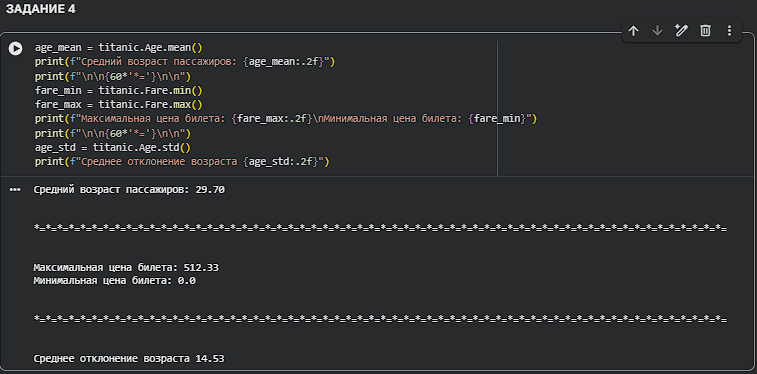 ЗАДАНИЕ 4
age_mean = titanic.Age.mean()
print(f"Средний возраст пассажиров: {age_mean:.2f}")
print(f"\n\n{60*'*='}\n\n")
fare_min = titanic.Fare.min()
fare_max = titanic.Fare.max()
print(f"Максимальная цена билета: {fare_max:.2f}\nМинимальная цена билета: {fare_min}")
print(f"\n\n{60*'*='}\n\n")
age_std = titanic.Age.std()
print(f"Среднее отклонение возраста {age_std:.2f}")
Средний возраст пассажиров: 29.70
*=*=*=*=*=*=*=*=*=*=*=*=*=*=*=*=*=*=*=*=*=*=*=*=*=*=*=*=*=*=*=*=*=*=*=*=*=*=*=*=*=*=*=*=*=*=*=*=*=*=*=*=*=*=*=*=*=*=*=*=
Максимальная цена билета: 512.33
Минимальная цена билета: 0.0
*=*=*=*=*=*=*=*=*=*=*=*=*=*=*=*=*=*=*=*=*=*=*=*=*=*=*=*=*=*=*=*=*=*=*=*=*=*=*=*=*=*=*=*=*=*=*=*=*=*=*=*=*=*=*=*=*=*=*=*=
Среднее отклонение возраста 14.53